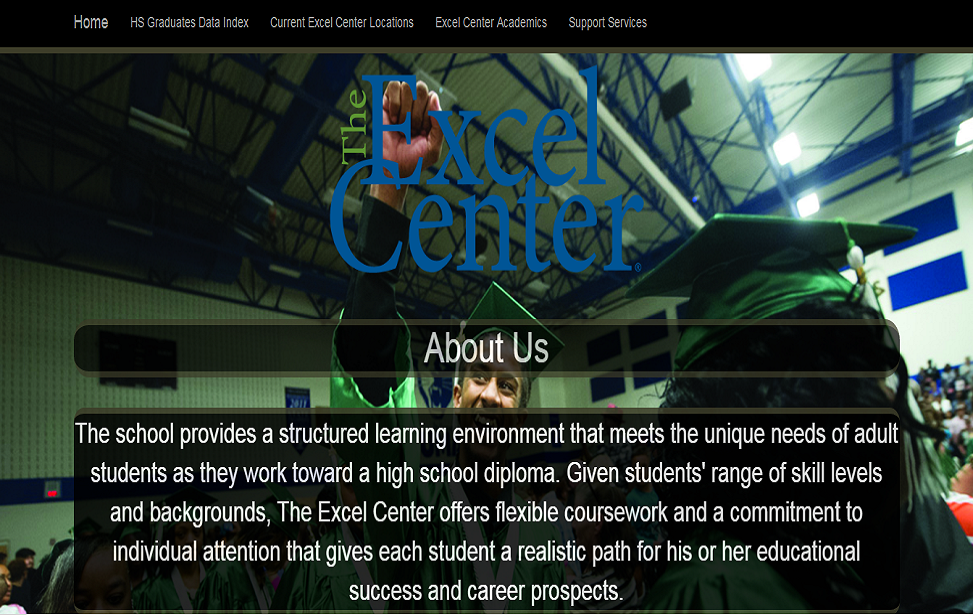 Home HS Graduates Data Index Current Excel Center Locations Excel Center Academics Support Services
The
Excel
Center®
About Us
The school provides a structured learning environment that meets the unique needs of adult
students as they work toward a high school diploma. Given students' range of skill levels
and backgrounds, The Excel Center offers flexible coursework and a commitment to
individual attention that gives each student a realistic path for his or her educational
success and career prospects.
2011